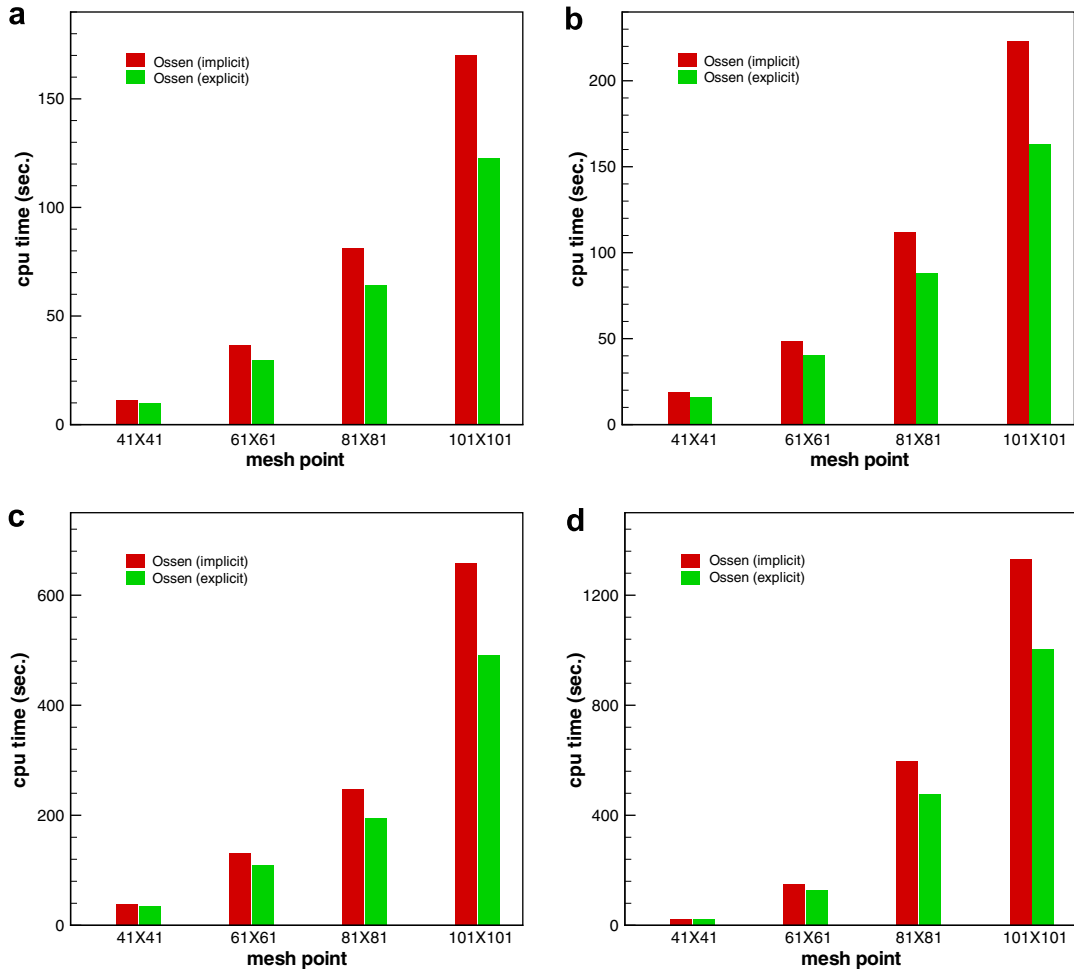 a
Ossen (implicit)
Ossen (explicit)
150
100
50
0
cpu time (sec.)
41X41 61X61 81X81 101X101
mesh point
b
Ossen (implicit)
Ossen (explicit)
200
150
100
50
0
cpu time (sec.)
41X41 61X61 81X81 101X101
mesh point
c
Ossen (implicit)
Ossen (explicit)
600
400
200
0
cpu time (sec.)
41X41 61X61 81X81 101X101
mesh point
d
Ossen (implicit)
Ossen (explicit)
1200
800
400
0
cpu time (sec.)
41X41 61X61 81X81 101X101
mesh point